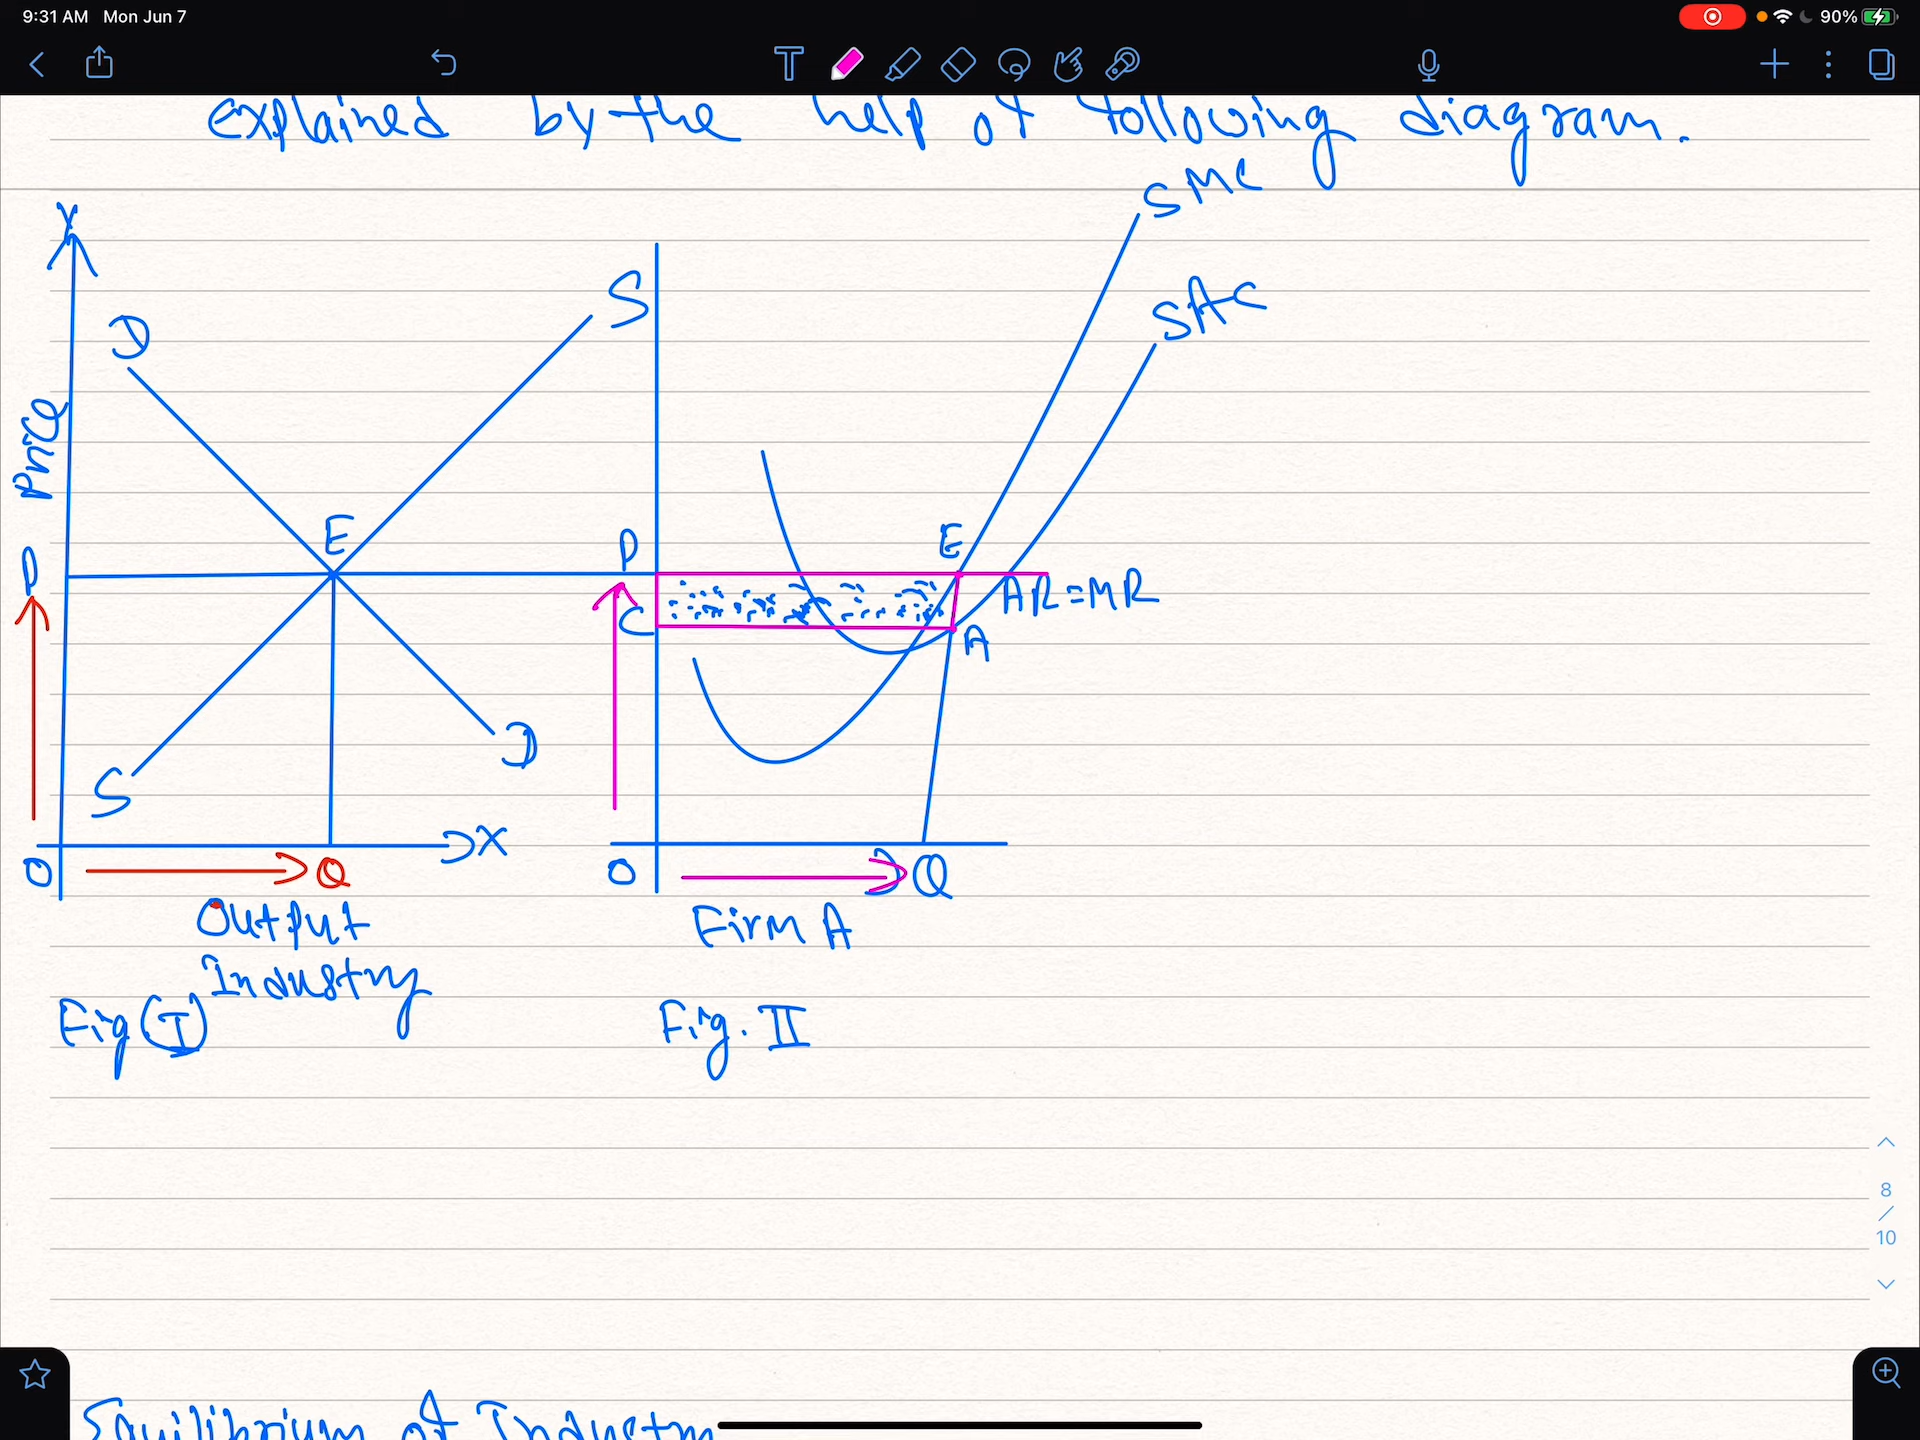 9:31 AM Mon Jun 7
90%
explained by the help of following diagram.
SMC
Y
SAC
S
D
Price
E
P
E
P
AR=MR
C
A
D
S
X
O
Q
O
Q
Output
Firm A
Industry
Fig (I)
Fig. II
8
/
10
Equilibrium of Industry